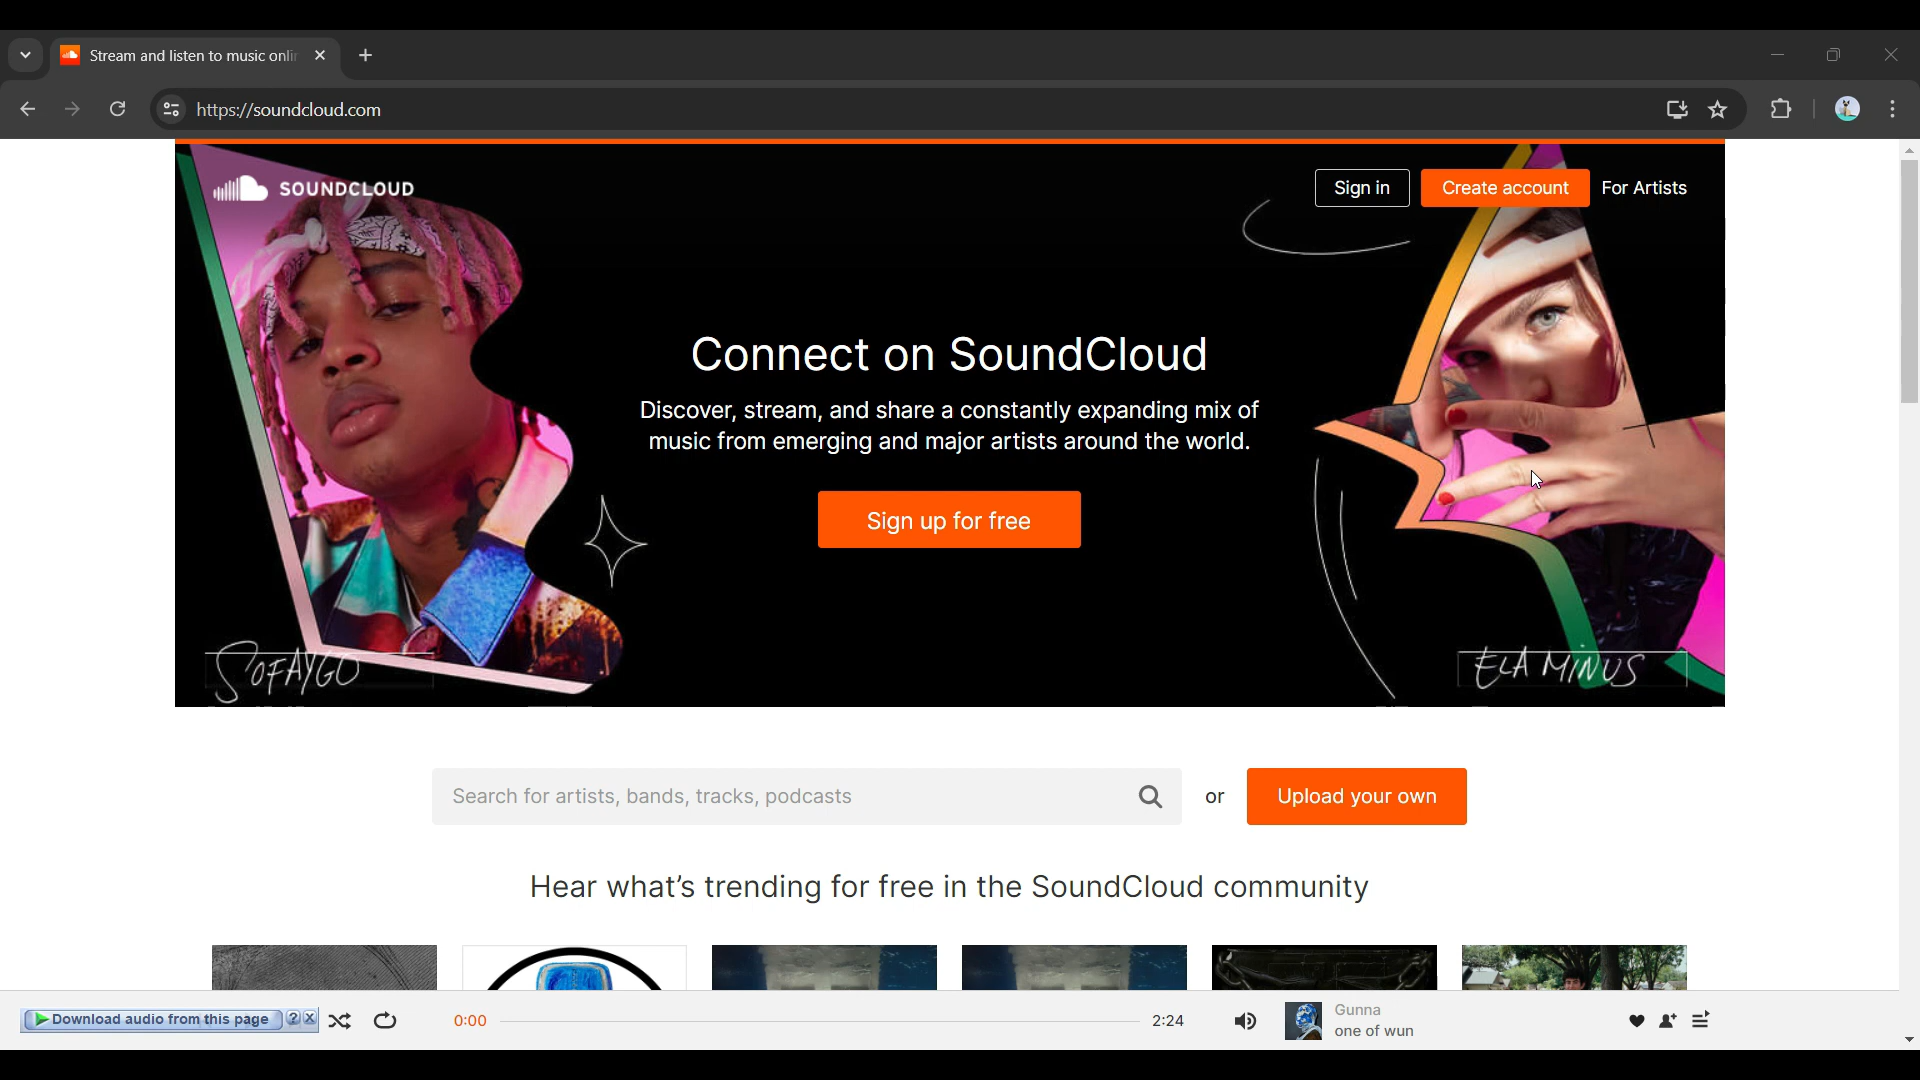 Stream and listen to music onlin
https://soundcloud.com
SOUNDCLOUD
Sign in
Create account
For Artists
Connect on SoundCloud
Discover, stream, and share a constantly expanding mix of
music from emerging and major artists around the world.
Sign up for free
SOFAYGO
ELA MINUS
Search for artists, bands, tracks, podcasts
or
Upload your own
Hear what’s trending for free in the SoundCloud community
Download audio from this page
?
0:00
2:24
Gunna
one of wun